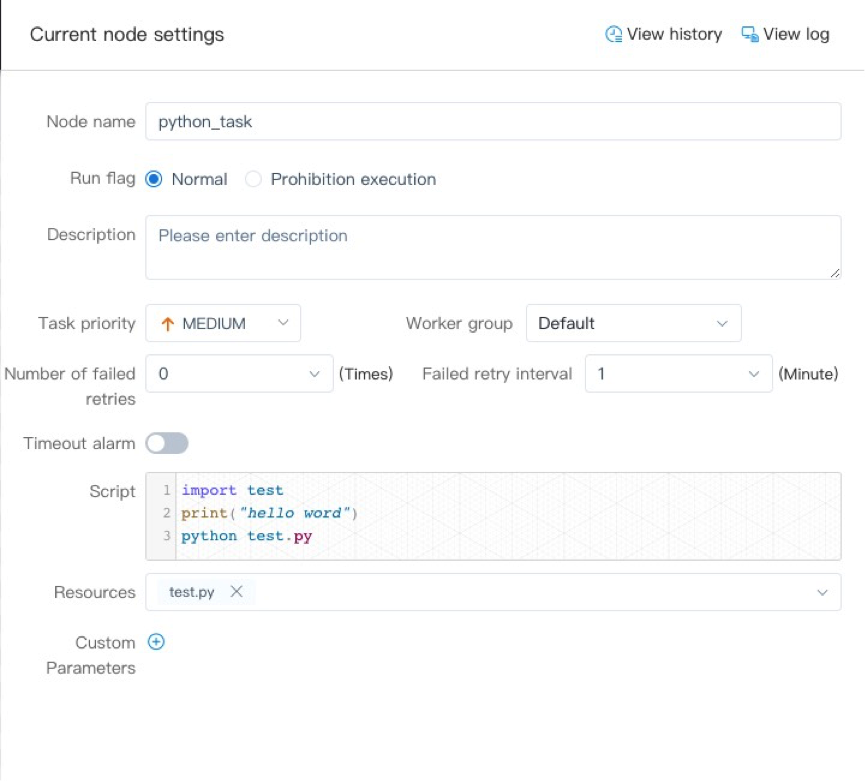 Current node settings View history View log
Node name python_task
Run flag Normal Prohibition execution
Description Please enter description
Task priority MEDIUM Worker group Default
Number of failed retries 0 (Times) Failed retry interval 1 (Minute)
Timeout alarm
Script 1 import test
2 print("hello word")
3 python test.py
Resources test.py
Custom
Parameters